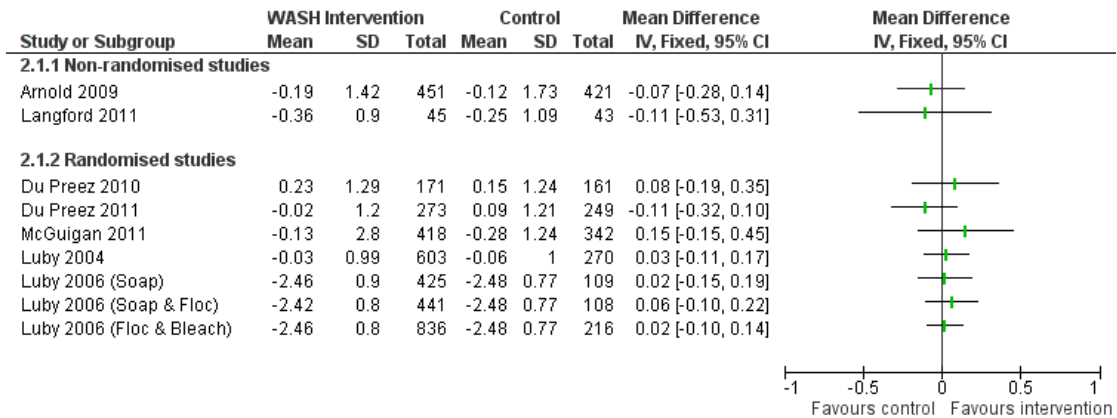 WASH Intervention Control Mean Difference Mean Difference
Study or Subgroup Mean SD Total Mean SD Total IV, Fixed, 95% CI IV, Fixed, 95% CI
2.1.1 Non-randomised studies
Arnold 2009 -0.19 1.42 451 -0.12 1.73 421 -0.07 [-0.28, 0.14]
Langford 2011 -0.36 0.9 45 -0.25 1.09 43 -0.11 [-0.53, 0.31]
2.1.2 Randomised studies
Du Preez 2010 0.23 1.29 171 0.15 1.24 161 0.08 [-0.19, 0.35]
Du Preez 2011 -0.02 1.2 273 0.09 1.21 249 -0.11 [-0.32, 0.10]
McGuigan 2011 -0.13 2.8 418 -0.28 1.24 342 0.15 [-0.15, 0.45]
Luby 2004 -0.03 0.99 603 -0.06 1 270 0.03 [-0.11, 0.17]
Luby 2006 (Soap) -2.46 0.9 425 -2.48 0.77 109 0.02 [-0.15, 0.19]
Luby 2006 (Soap & Floc) -2.42 0.8 441 -2.48 0.77 108 0.06 [-0.10, 0.22]
Luby 2006 (Floc & Bleach) -2.46 0.8 836 -2.48 0.77 216 0.02 [-0.10, 0.14]
-1 -0.5 0 0.5 1
Favours control Favours intervention